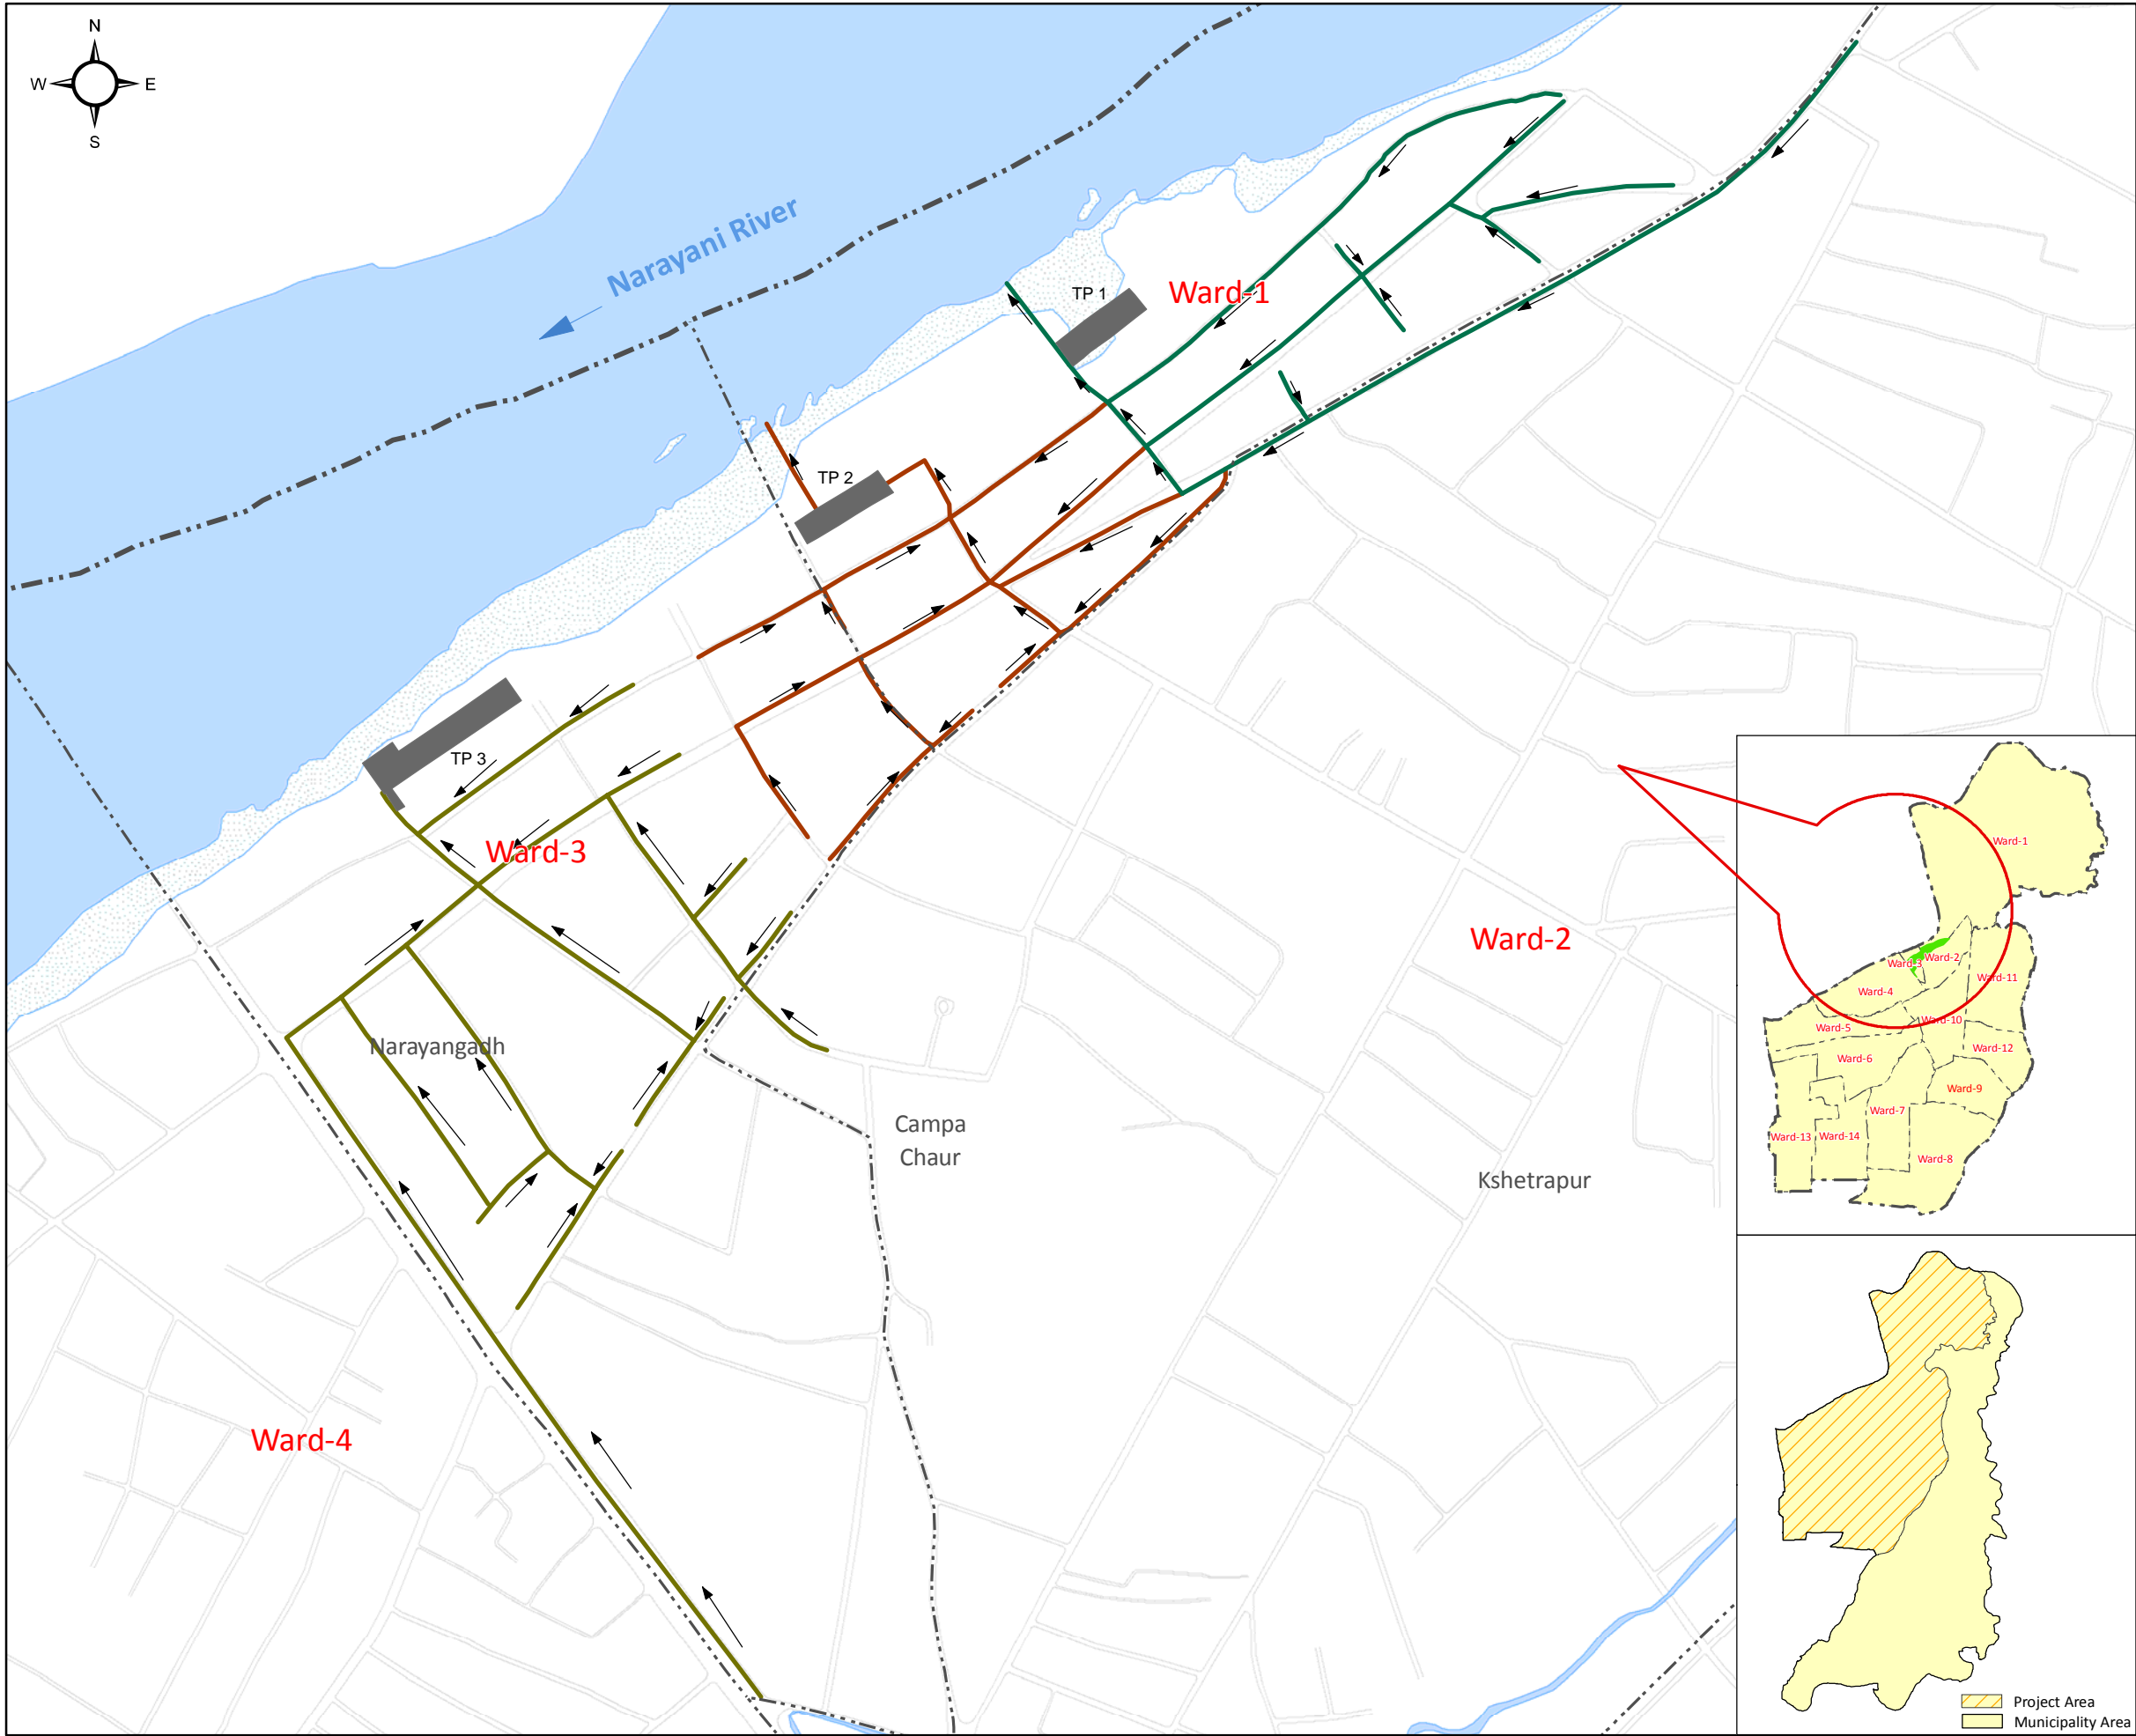 N
W
E
S
Narayani River
TP 1
Ward-1
TP 2
TP 3
Ward-3
Ward-2
Narayangadh
Campa
Chaur
Kshetrapur
Ward-4
Ward-1
Ward-2
Ward-3
Ward-11
Ward-4
Ward-10
Ward-5
Ward-12
Ward-6
Ward-9
Ward-7
Ward-13
Ward-14
Ward-8
Project Area
Municipality Area